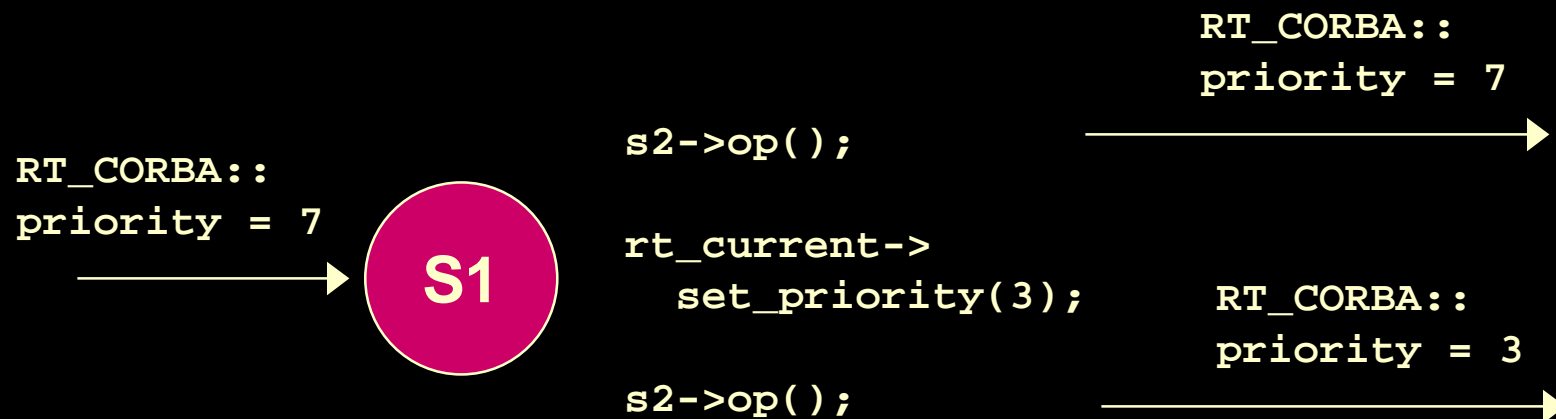 RT_CORBA::
priority = 7
S1
s2->op();
RT_CORBA::
priority = 7
rt_current->
  set_priority(3);
s2->op();
RT_CORBA::
priority = 3